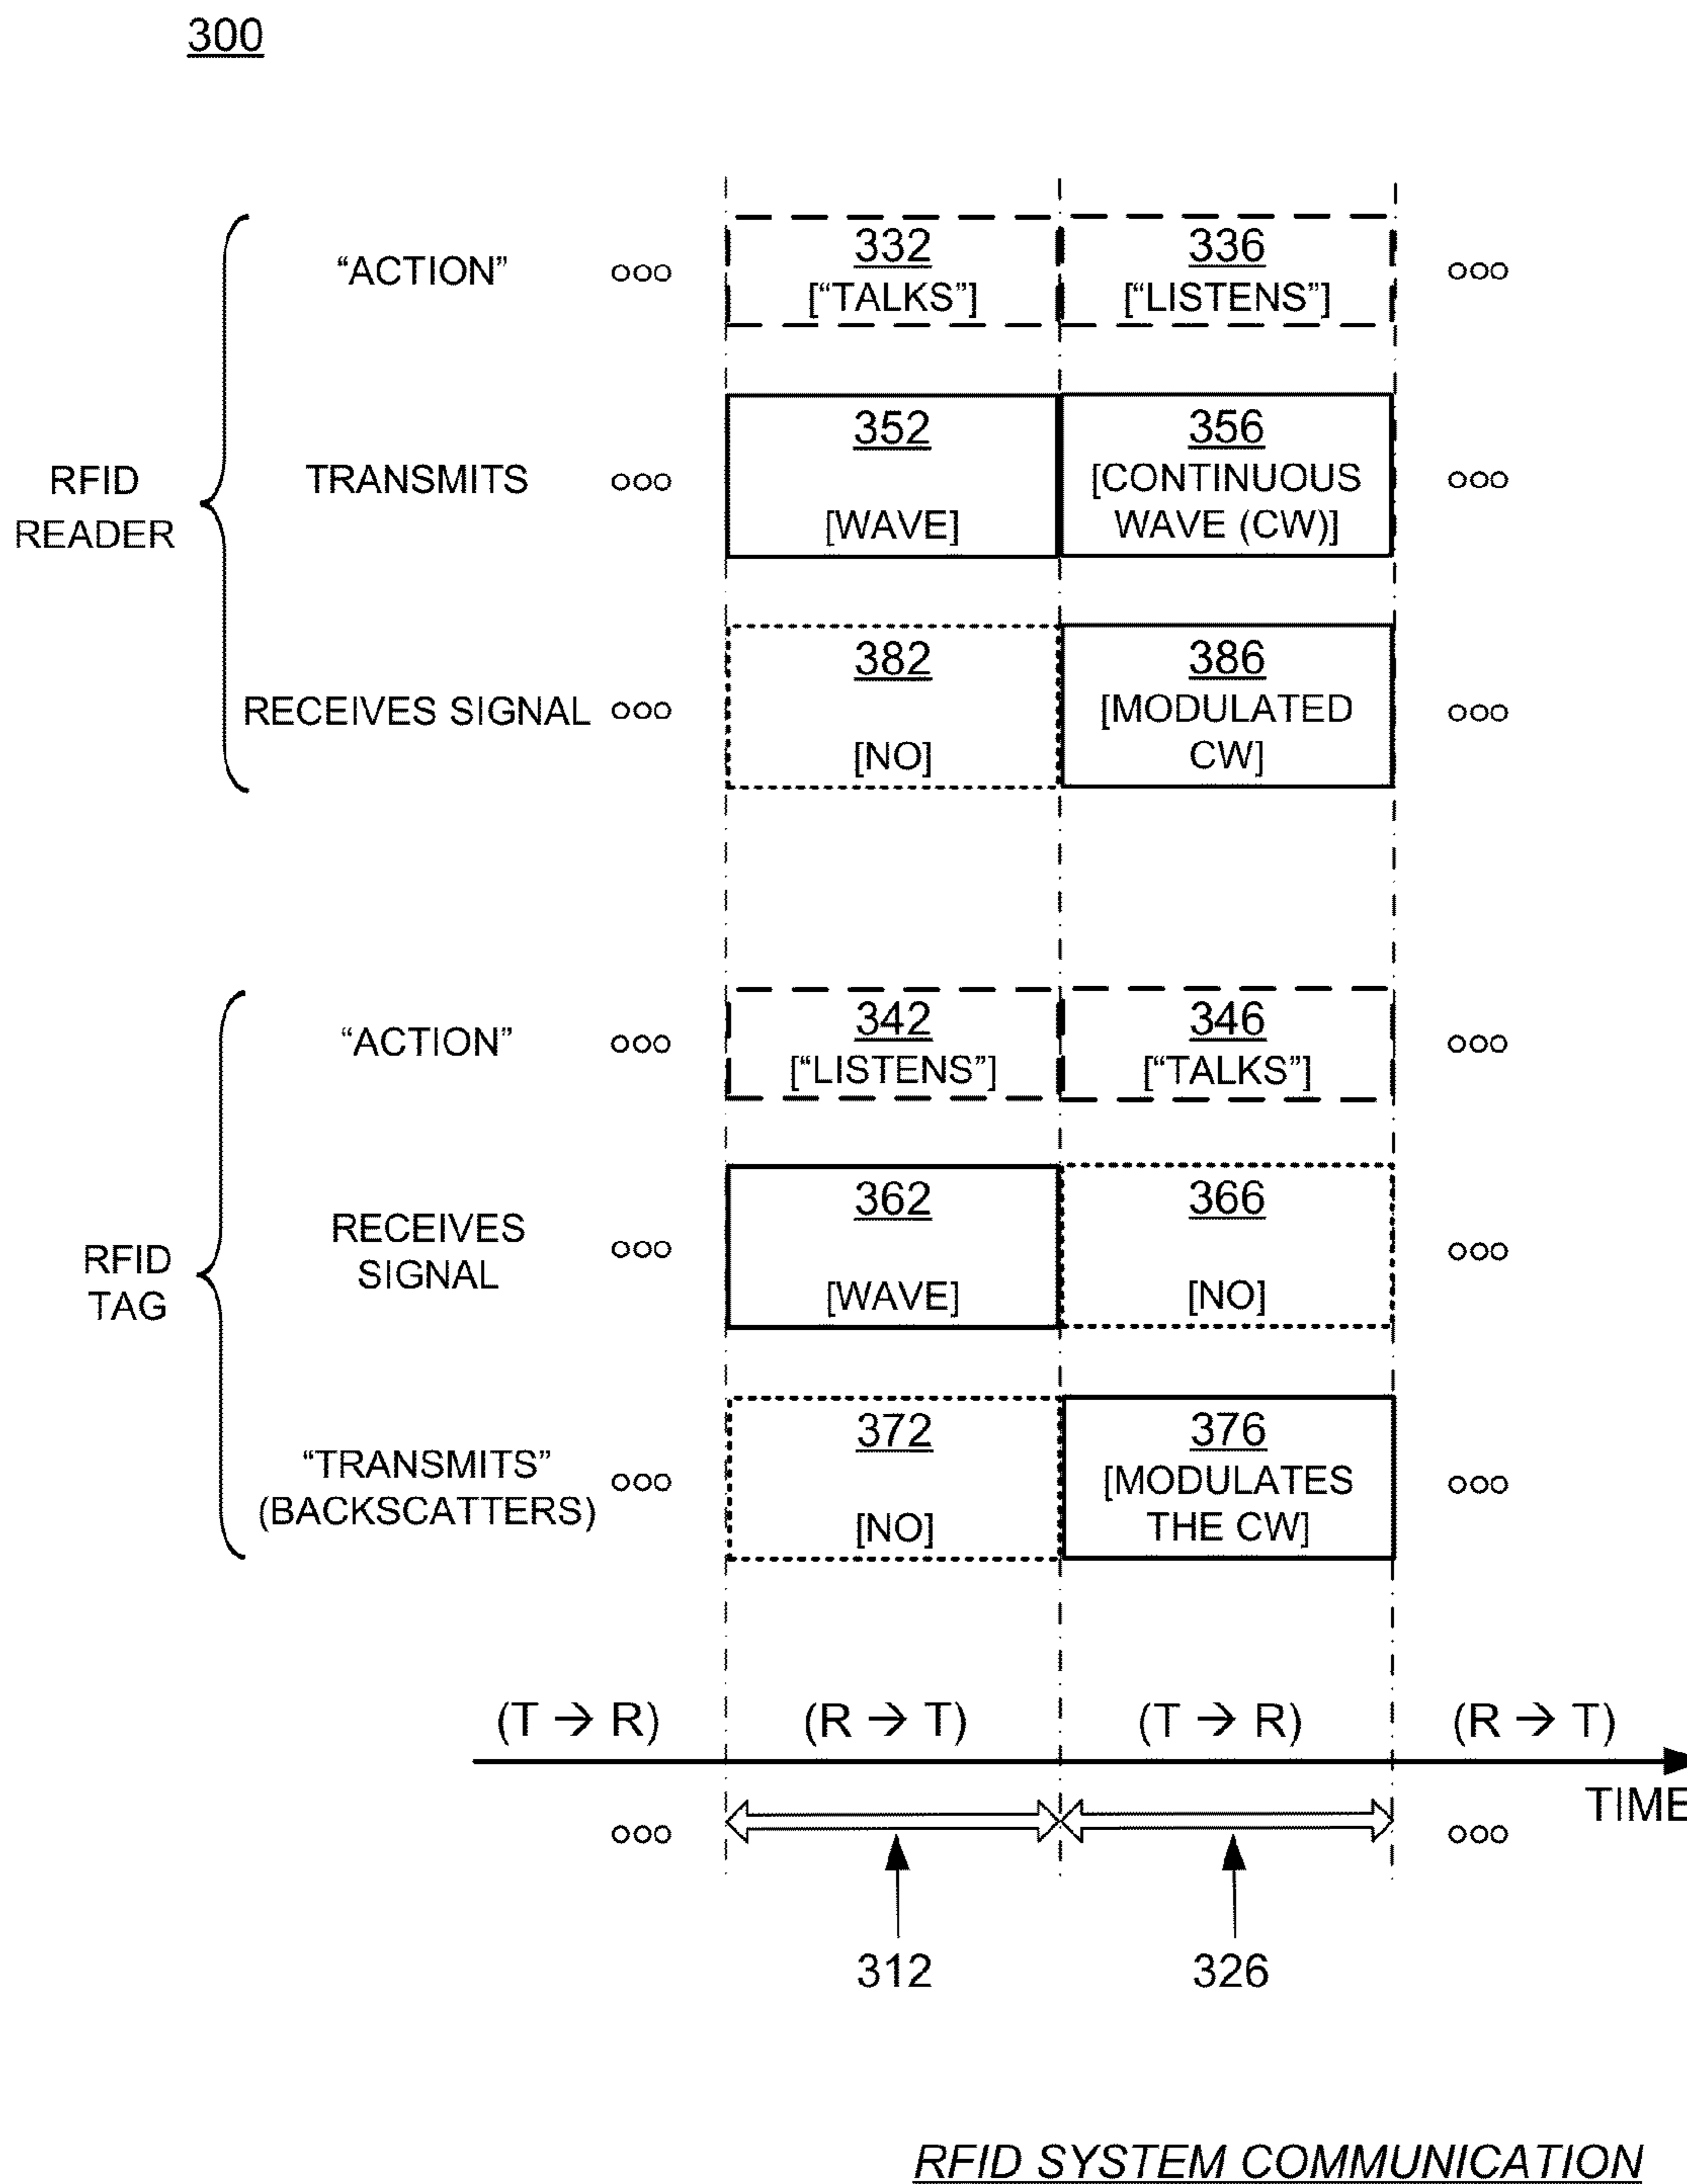 300
"ACTION" ooo 332 336 ooo
["TALKS"] ["LISTENS"]
352 356
RFID READER
TRANSMITS ooo [CONTINUOUS ooo
[WAVE] WAVE (CW)]
382 386
RECEIVES SIGNAL ooo [MODULATED ooo
[NO] CW]
"ACTION" ooo 342 346 ooo
["LISTENS"] ["TALKS"]
362 366
RFID
TAG
RECEIVES
SIGNAL
ooo ooo
[WAVE] [NO]
372 376
"TRANSMITS" ooo [MODULATES ooo
(BACKSCATTERS) [NO] THE CW]
(T → R) (R → T) (T → R) (R → T)
TIME
ooo ooo
312 326
RFID SYSTEM COMMUNICATION